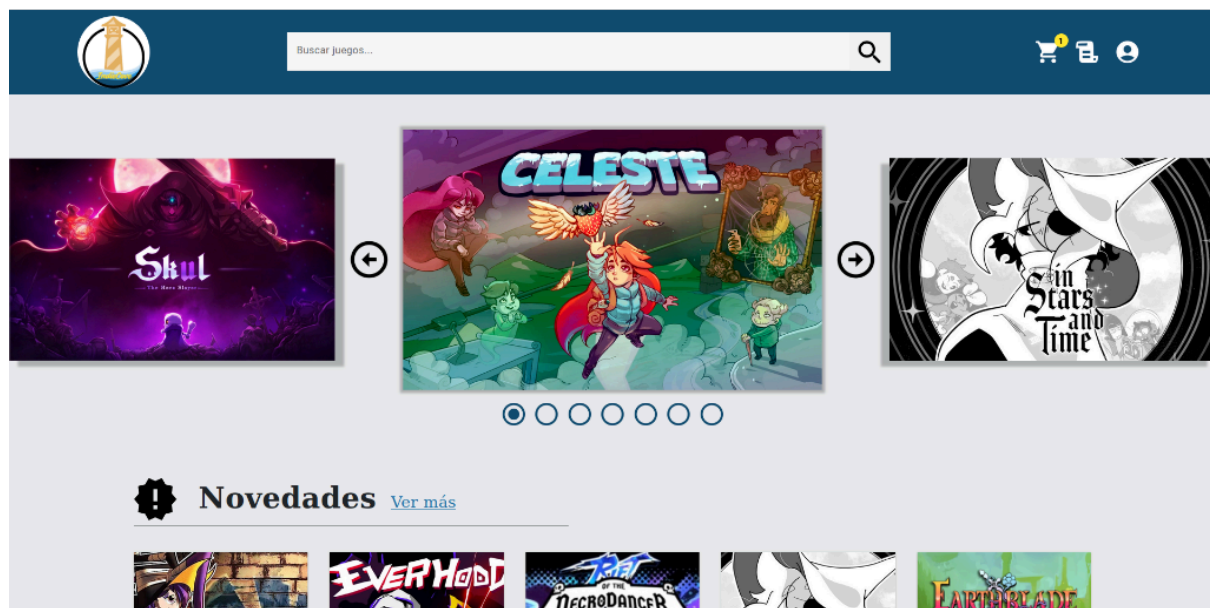 Buscar juegos...
1
CELESTE
Skul
The Hero Slayer
in
Stars
and
Time
Novedades Ver más
EVERHOOD
RIFT
OF THE
NECRODANCER
EARTHBLADE